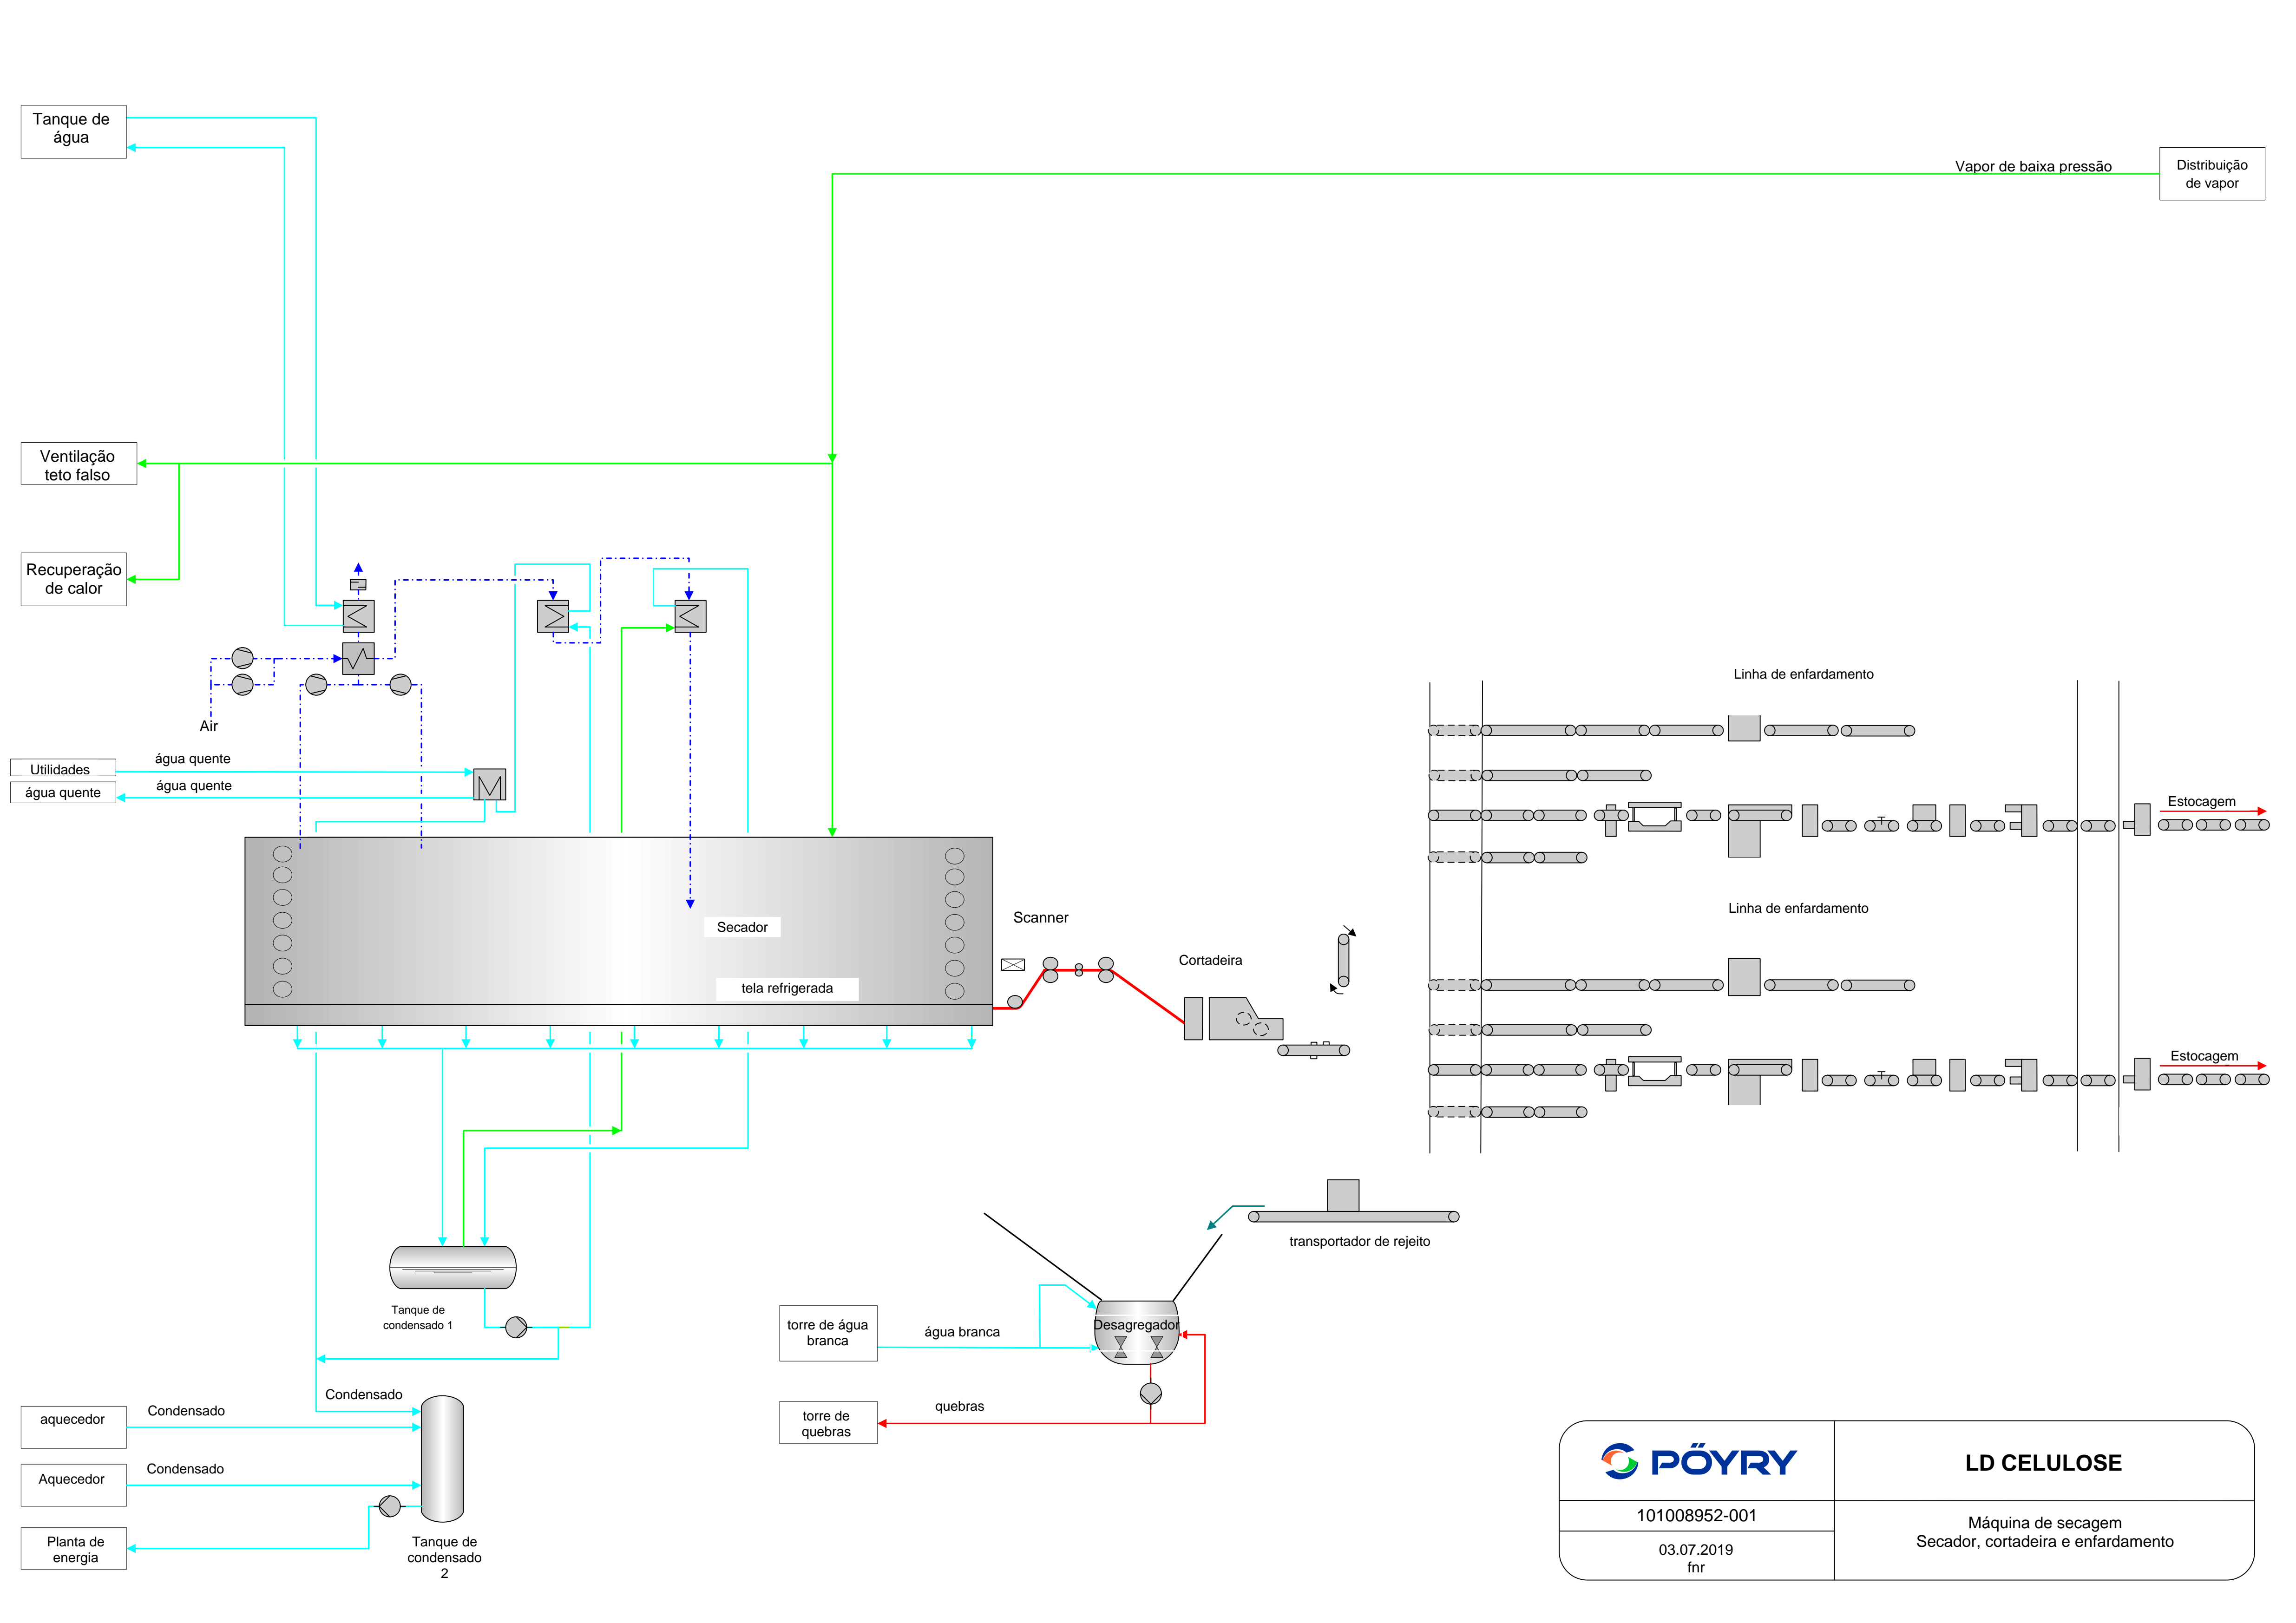 Tanque de
água
Vapor de baixa pressão
Distribuição
de vapor
Ventilação
teto falso
Recuperação
de calor
Air
Utilidades
água quente
água quente
água quente
Secador
tela refrigerada
Scanner
Cortadeira
Linha de enfardamento
Estocagem
Linha de enfardamento
Estocagem
transportador de rejeito
Tanque de
condensado 1
torre de água
branca
água branca
Desagregador
torre de
quebras
quebras
Condensado
aquecedor
Condensado
Aquecedor
Condensado
Planta de
energia
Tanque de
condensado
2
PÖYRY
LD CELULOSE
101008952-001
03.07.2019
fnr
Máquina de secagem
Secador, cortadeira e enfardamento